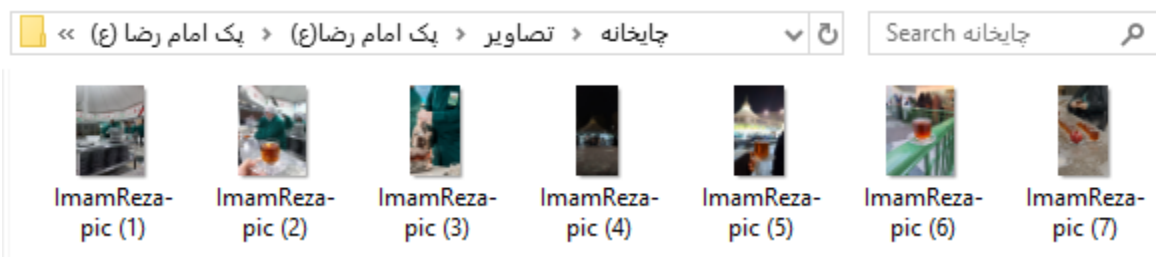 « پک امام رضا (ع) › پک امام رضا(ع) › تصاویر › چایخانه
Search چایخانه
ImamReza-pic (1)
ImamReza-pic (2)
ImamReza-pic (3)
ImamReza-pic (4)
ImamReza-pic (5)
ImamReza-pic (6)
ImamReza-pic (7)